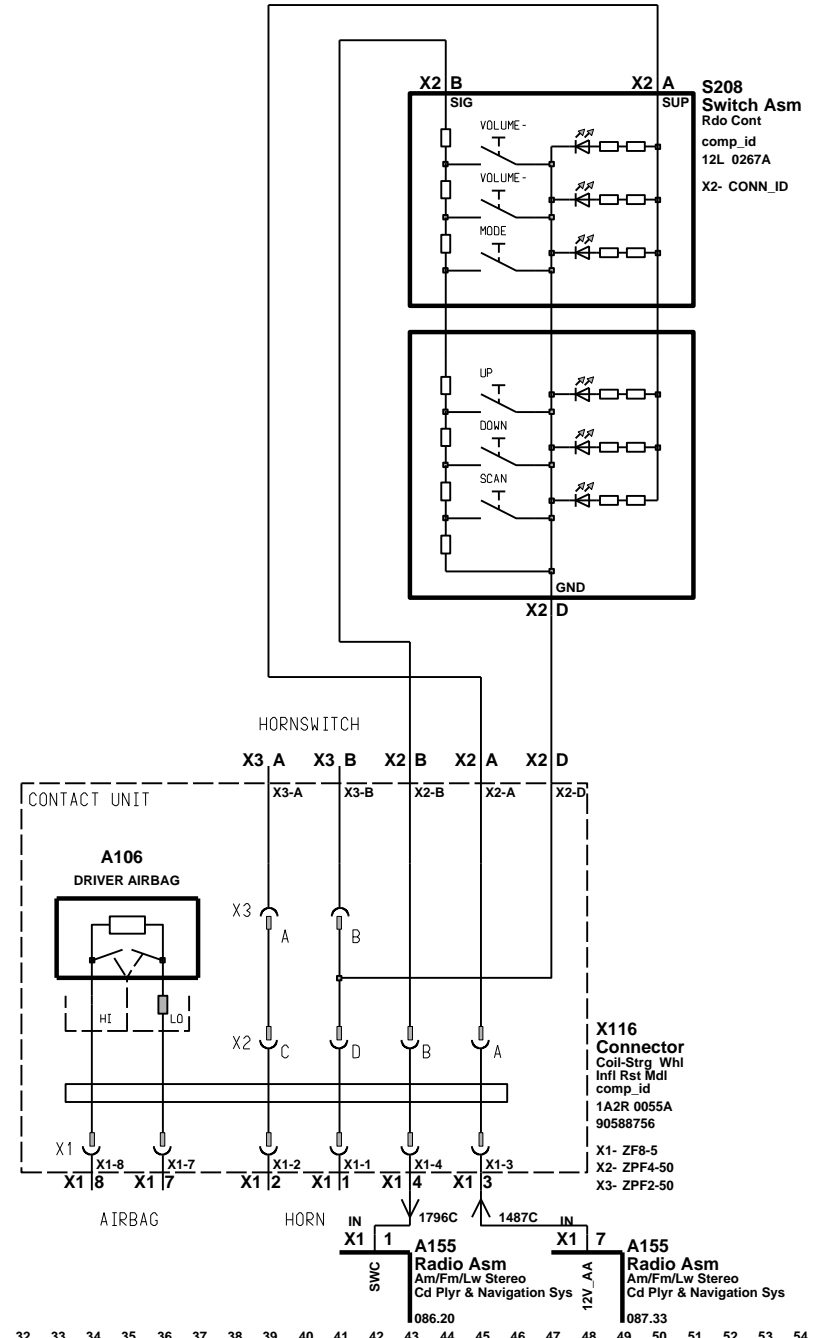 X2 B
X2 A
S208
SIG
SUP
Switch Asm
Rdo Cont
comp_id
12L 0267A
X2- CONN_ID
VOLUME-
VOLUME-
MODE
UP
DOWN
SCAN
GND
X2 D
HORNSWITCH
X3 A X3 B X2 B X2 A X2 D
X3-A X3-B X2-B X2-A X2-D
CONTACT UNIT
A106
DRIVER AIRBAG
X3
A B
HI LO
X2 C D B A
X116
Connector
Coil-Strg Whl
Infl Rst Mdl
comp_id
1A2R 0055A
90588756
X1- ZF8-5
X2- ZPF4-50
X3- ZPF2-50
X1
X1-8 X1-7 X1-2 X1-1 X1-4 X1-3
X1 8 X1 7 X1 2 X1 1 X1 4 X1 3
AIRBAG HORN
IN 1796C 1487C IN
X1 1 X1 7
A155
Radio Asm
Am/Fm/Lw Stereo
Cd Plyr & Navigation Sys
SWC
086.20
A155
Radio Asm
Am/Fm/Lw Stereo
Cd Plyr & Navigation Sys
12V_AA
087.33
32 33 34 35 36 37 38 39 40 41 42 43 44 45 46 47 48 49 50 51 52 53 54